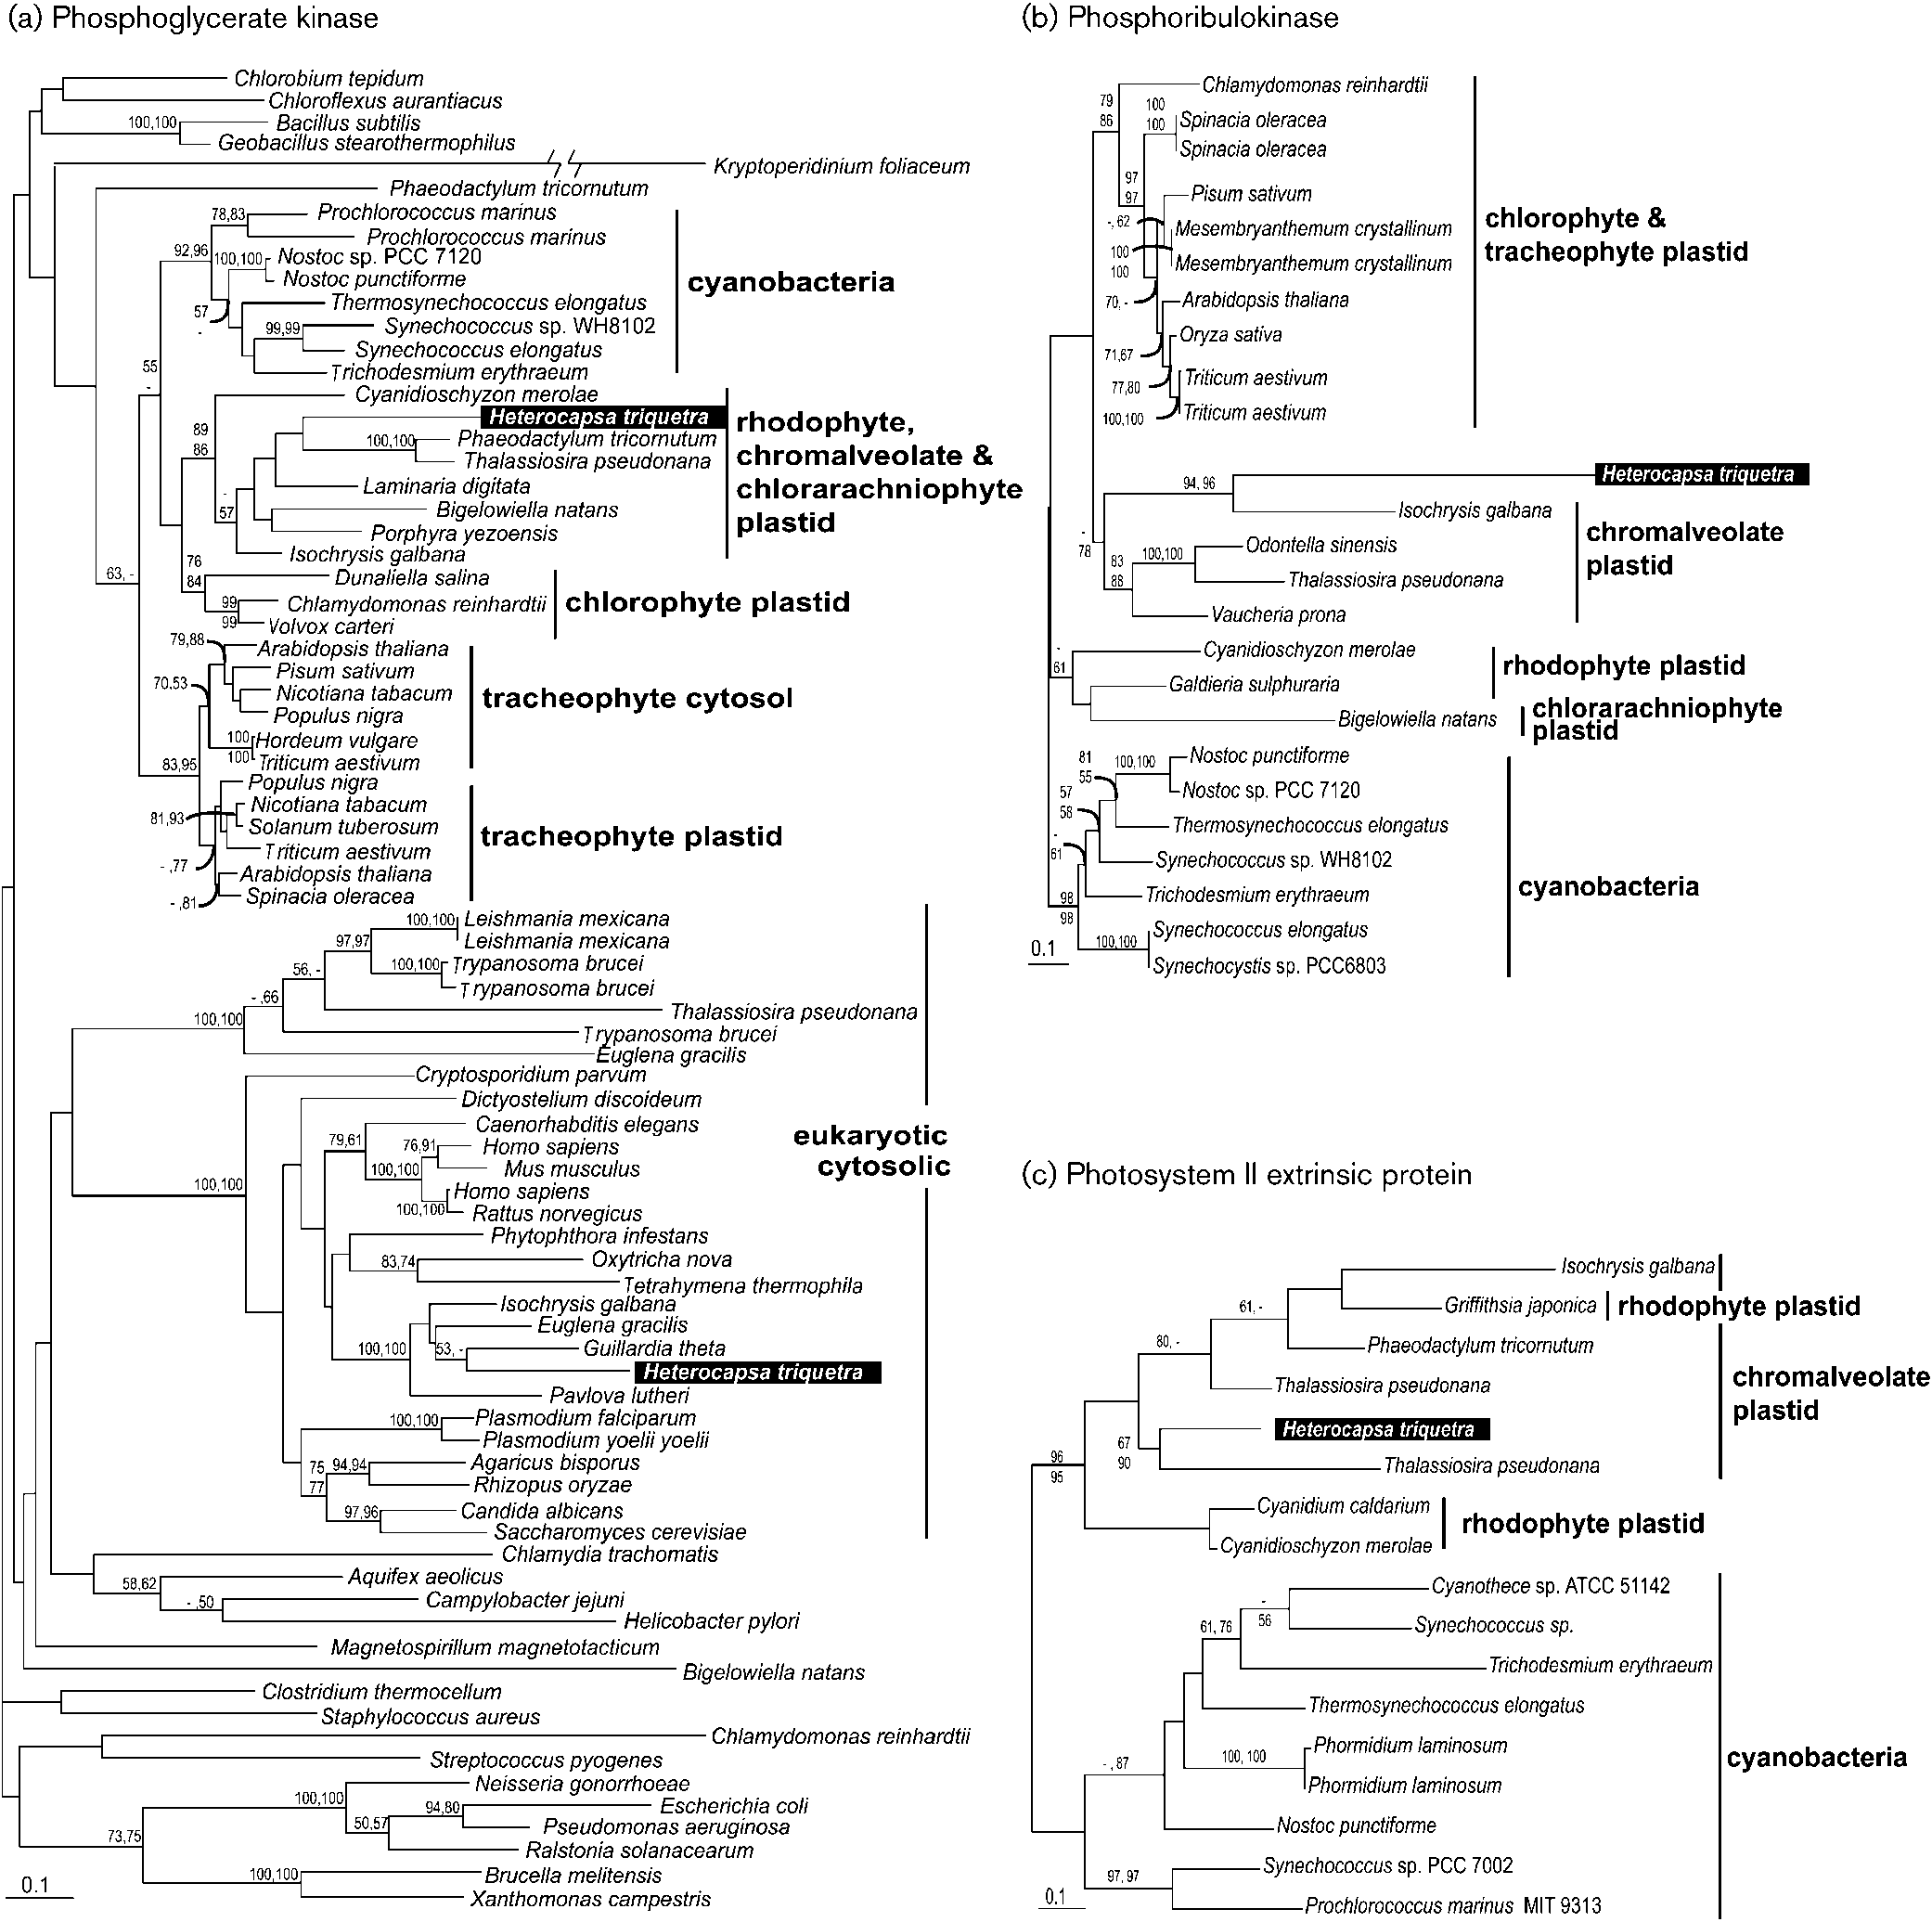 (a) Phosphoglycerate kinase
Chlorobium tepidum
Chloroflexus aurantiacus
100,100
Bacillus subtilis
Geobacillus stearothermophilus
Kryptoperidinium foliaceum
Phaeodactylum tricornutum
78,83
Prochlorococcus marinus
Prochlorococcus marinus
92,96
100,100
Nostoc sp. PCC 7120
Nostoc punctiforme
cyanobacteria
57
-
Thermosynechococcus elongatus
99,99
Synechococcus sp. WH8102
Synechococcus elongatus
Trichodesmium erythraeum
55
-
Cyanidioschyzon merolae
Heterocapsa triquetra
89
86
100,100
Phaeodactylum tricornutum
Thalassiosira pseudonana
rhodophyte,
chromalveolate &
chlorarachniophyte
plastid
Laminaria digitata
-
57
Bigelowiella natans
Porphyra yezoensis
Isochrysis galbana
63, -
76
84
Dunaliella salina
99
99
Chlamydomonas reinhardtii
Volvox carteri
chlorophyte plastid
79,88
Arabidopsis thaliana
Pisum sativum
70.53
Nicotiana tabacum
Populus nigra
tracheophyte cytosol
100
100
Hordeum vulgare
Triticum aestivum
83,95
Populus nigra
Nicotiana tabacum
81,93
Solanum tuberosum
tracheophyte plastid
Triticum aestivum
- ,77
Arabidopsis thaliana
- ,81
Spinacia oleracea
100,100
Leishmania mexicana
Leishmania mexicana
97,97
100,100
Trypanosoma brucei
Trypanosoma brucei
56, -
- ,66
Thalassiosira pseudonana
100,100
Trypanosoma brucei
Euglena gracilis
Cryptosporidium parvum
Dictyostelium discoideum
79,61
Caenorhabditis elegans
76,91
Homo sapiens
Mus musculus
100,100
Homo sapiens
100,100
Rattus norvegicus
eukaryotic
cytosolic
100,100
Phytophthora infestans
83,74
Oxytricha nova
Tetrahymena thermophila
Isochrysis galbana
Euglena gracilis
100,100
53, -
Guillardia theta
Heterocapsa triquetra
Pavlova lutheri
100,100
Plasmodium falciparum
Plasmodium yoelii yoelii
75
77
94,94
Agaricus bisporus
Rhizopus oryzae
97,96
Candida albicans
Saccharomyces cerevisiae
Chlamydia trachomatis
58,62
Aquifex aeolicus
- ,50
Campylobacter jejuni
Helicobacter pylori
Magnetospirillum magnetotacticum
Bigelowiella natans
Clostridium thermocellum
Staphylococcus aureus
Chlamydomonas reinhardtii
Streptococcus pyogenes
100,100
Neisseria gonorrhoeae
94,80
Escherichia coli
50,57
Pseudomonas aeruginosa
Ralstonia solanacearum
73,75
100,100
Brucella melitensis
Xanthomonas campestris
0.1
(b) Phosphoribulokinase
Chlamydomonas reinhardtii
79
86
100
100
Spinacia oleracea
Spinacia oleracea
97
97
Pisum sativum
-, 62
Mesembryanthemum crystallinum
100
100
Mesembryanthemum crystallinum
chlorophyte &
tracheophyte plastid
70, -
Arabidopsis thaliana
Oryza sativa
71,67
Triticum aestivum
77,80
Triticum aestivum
100,100
94, 96
Heterocapsa triquetra
Isochrysis galbana
-
78
83
88
100,100
Odontella sinensis
Thalassiosira pseudonana
Vaucheria prona
chromalveolate
plastid
-
61
Cyanidioschyzon merolae
Galdieria sulphuraria
rhodophyte plastid
Bigelowiella natans
chlorarachniophyte
plastid
81
55
100,100
Nostoc punctiforme
Nostoc sp. PCC 7120
57
58
Thermosynechococcus elongatus
-
61
Synechococcus sp. WH8102
Trichodesmium erythraeum
cyanobacteria
98
98
100,100
Synechococcus elongatus
Synechocystis sp. PCC6803
0.1
(c) Photosystem II extrinsic protein
Isochrysis galbana
61, -
Griffithsia japonica
rhodophyte plastid
80, -
Phaeodactylum tricornutum
Thalassiosira pseudonana
chromalveolate
plastid
Heterocapsa triquetra
67
90
Thalassiosira pseudonana
96
95
Cyanidium caldarium
Cyanidioschyzon merolae
rhodophyte plastid
-
56
Cyanothece sp. ATCC 51142
61, 76
Synechococcus sp.
Trichodesmium erythraeum
Thermosynechococcus elongatus
100, 100
Phormidium laminosum
Phormidium laminosum
cyanobacteria
- , 87
Nostoc punctiforme
97, 97
Synechococcus sp. PCC 7002
Prochlorococcus marinus MIT 9313
0.1